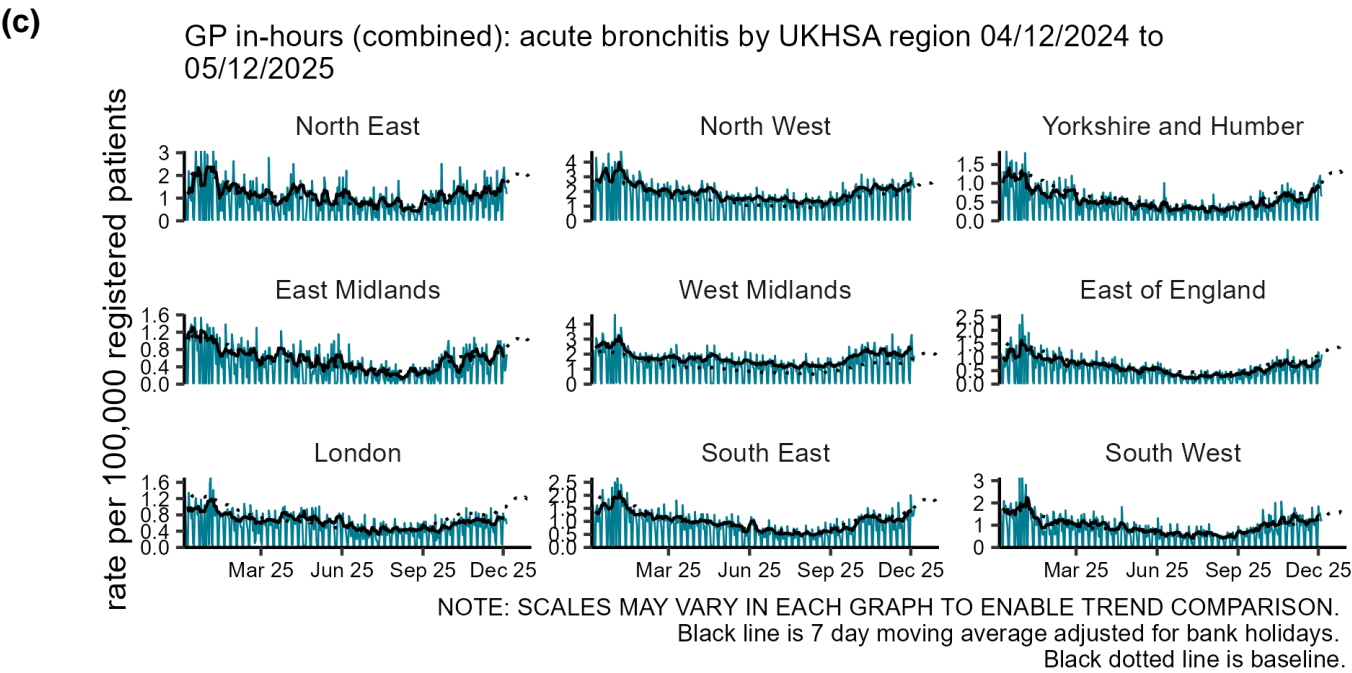 (c)
GP in-hours (combined): acute bronchitis by UKHSA region 04/12/2024 to
05/12/2025
rate per 100,000 registered patients
North East
3
2
1
0
North West
4
3
2
1
0
Yorkshire and Humber
1.5
1.0
0.5
0.0
East Midlands
1.6
1.2
0.8
0.4
0.0
West Midlands
4
3
2
1
0
East of England
2.5
2.0
1.5
1.0
0.5
0.0
London
1.6
1.2
0.8
0.4
0.0
South East
2.5
2.0
1.5
1.0
0.5
0.0
South West
3
2
1
0
Mar 25 Jun 25 Sep 25 Dec 25
Mar 25 Jun 25 Sep 25 Dec 25
Mar 25 Jun 25 Sep 25 Dec 25
NOTE: SCALES MAY VARY IN EACH GRAPH TO ENABLE TREND COMPARISON.
Black line is 7 day moving average adjusted for bank holidays.
Black dotted line is baseline.